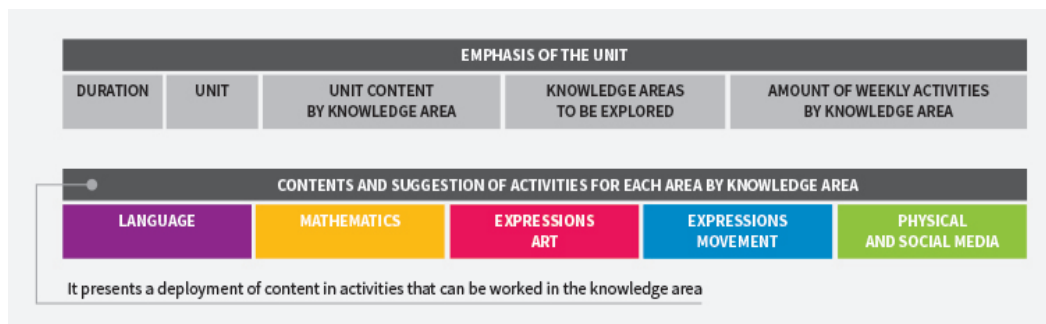 EMPHASIS OF THE UNIT
DURATION
UNIT
UNIT CONTENT
BY KNOWLEDGE AREA
KNOWLEDGE AREAS
TO BE EXPLORED
AMOUNT OF WEEKLY ACTIVITIES
BY KNOWLEDGE AREA
CONTENTS AND SUGGESTION OF ACTIVITIES FOR EACH AREA BY KNOWLEDGE AREA
LANGUAGE
MATHEMATICS
EXPRESSIONS
ART
EXPRESSIONS
MOVEMENT
PHYSICAL
AND SOCIAL MEDIA
It presents a deployment of content in activities that can be worked in the knowledge area